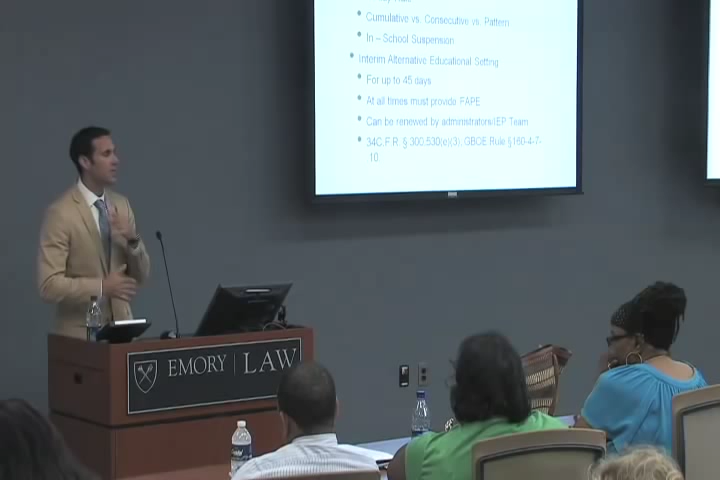 Cumulative vs. Consecutive vs. Pattern
In – School Suspension
Interim Alternative Educational Setting
For up to 45 days
At all times must provide FAPE
Can be renewed by administrators/IEP Team
34C.F.R. § 300.530(e)(3), GBOE Rule §160-4-7-
10.
EMORY | LAW